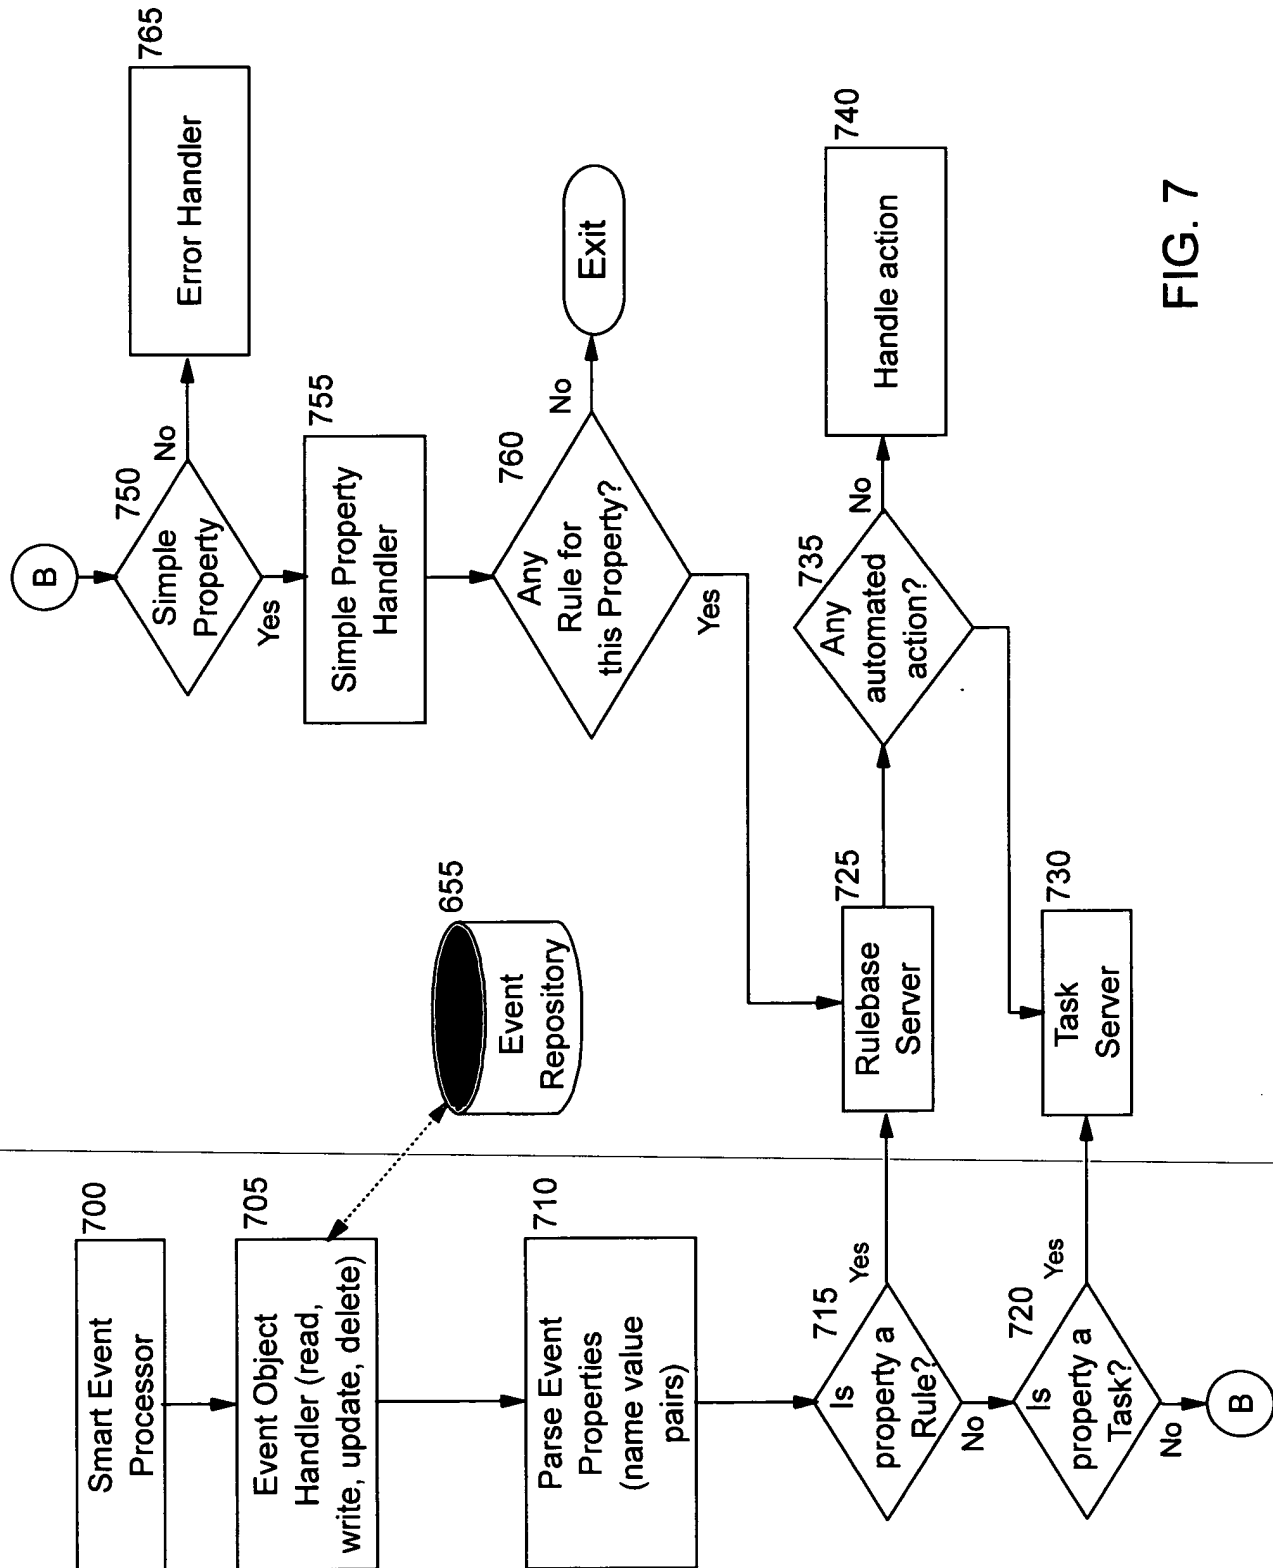 700
Smart Event
Processor
705
Event Object
Handler (read,
write, update, delete)
710
Parse Event
Properties
(name value
pairs)
715
Is
property a
Rule?
Yes
No
720
Is
property a
Task?
Yes
No
B
655
Event
Repository
725
Rulebase
Server
730
Task
Server
B
750
Simple
Property
No
Yes
765
Error Handler
755
Simple Property
Handler
760
Any
Rule for
this Property?
No
Yes
Exit
735
Any
automated
action?
No
740
Handle action
FIG. 7